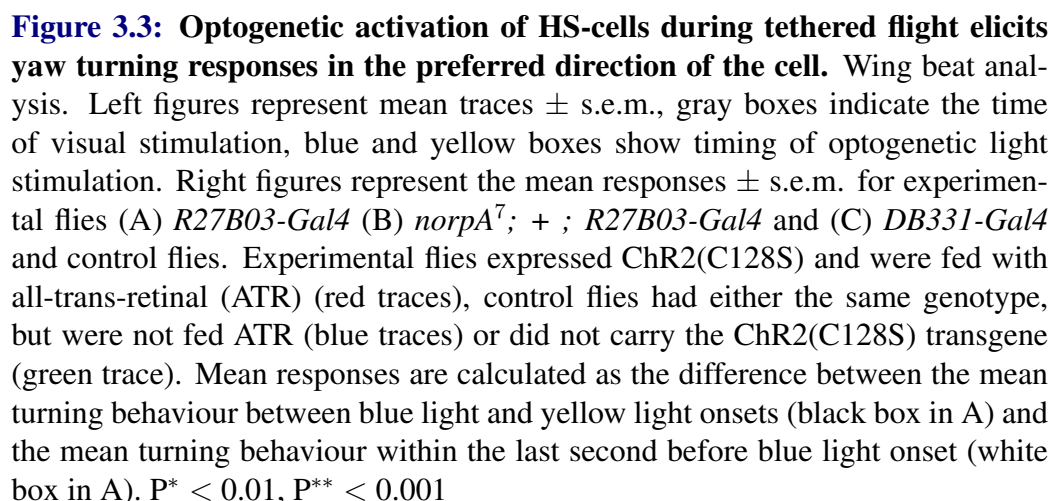 Figure 3.3: Optogenetic activation of HS-cells during tethered flight elicits
yaw turning responses in the preferred direction of the cell. Wing beat anal-
ysis. Left figures represent mean traces ± s.e.m., gray boxes indicate the time
of visual stimulation, blue and yellow boxes show timing of optogenetic light
stimulation. Right figures represent the mean responses ± s.e.m. for experimen-
tal flies (A) R27B03-Gal4 (B) norpA⁷; + ; R27B03-Gal4 and (C) DB331-Gal4
and control flies. Experimental flies expressed ChR2(C128S) and were fed with
all-trans-retinal (ATR) (red traces), control flies had either the same genotype,
but were not fed ATR (blue traces) or did not carry the ChR2(C128S) transgene
(green trace). Mean responses are calculated as the difference between the mean
turning behaviour between blue light and yellow light onsets (black box in A) and
the mean turning behaviour within the last second before blue light onset (white
box in A). P* < 0.01, P** < 0.001